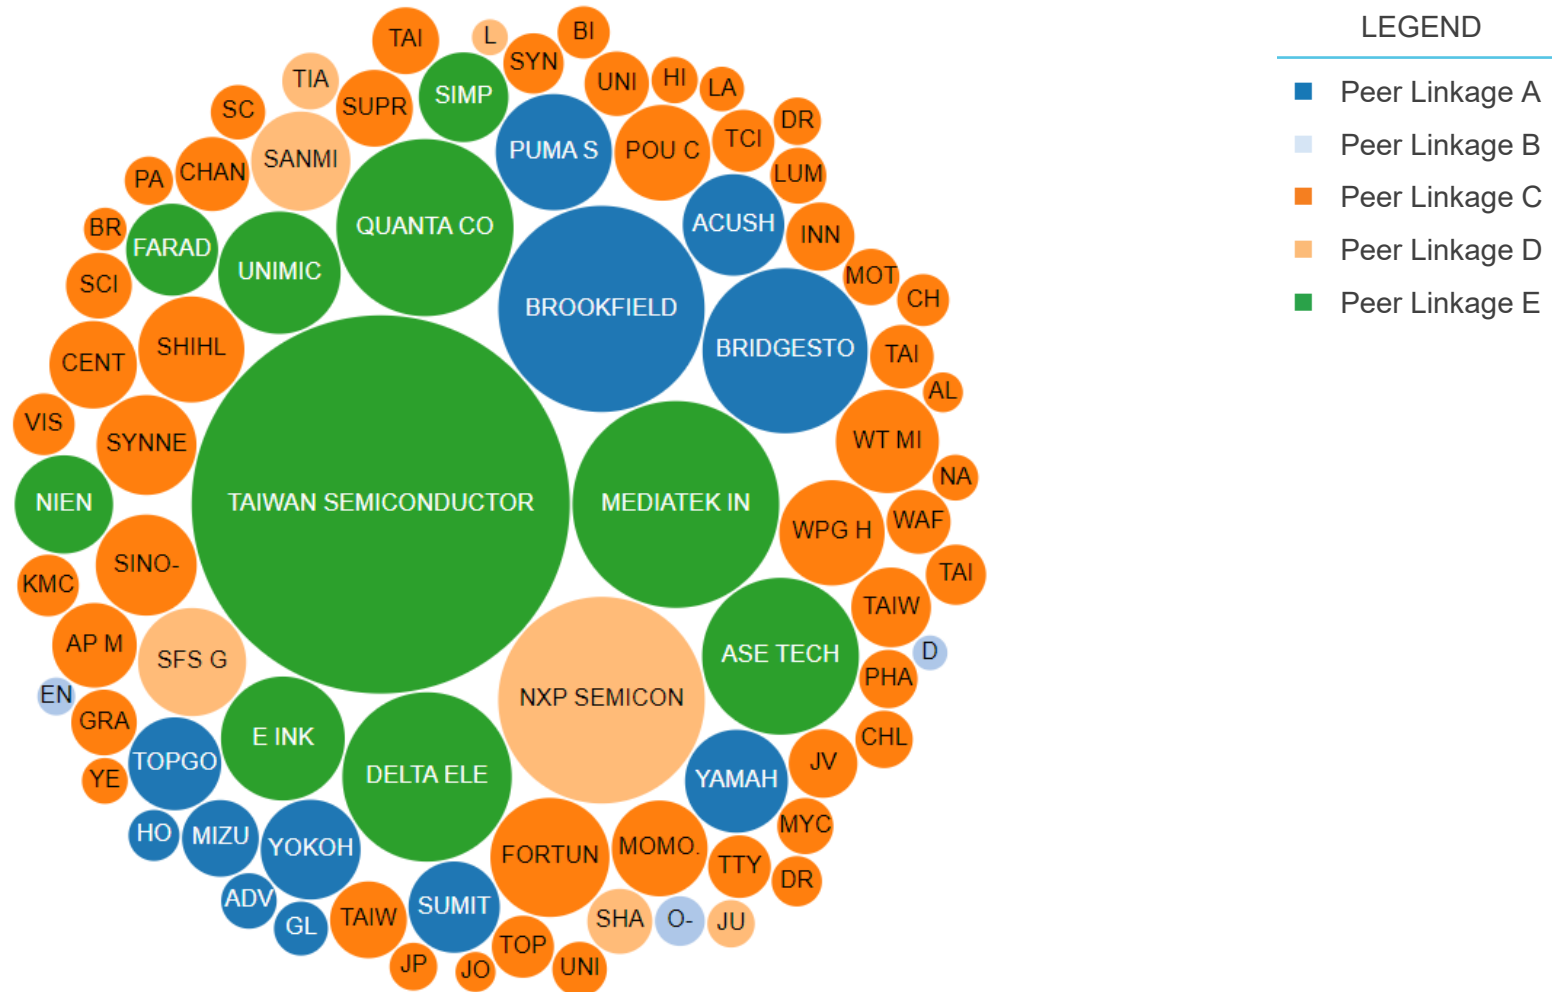 LEGEND
Peer Linkage A
Peer Linkage B
Peer Linkage C
Peer Linkage D
Peer Linkage E
TAI
L
BI
SYN
TIA
SUPR
SIMP
UNI
HI
LA
SC
DR
SANMI
PUMA S
POU C
TCI
PA
CHAN
LUM
BR
FARAD
UNIMIC
QUANTA CO
ACUSH
INN
SCI
MOT
CH
BROOKFIELD
CENT
SHIHL
BRIDGESTO
TAI
AL
VIS
SYNNE
WT MI
NA
NIEN
TAIWAN SEMICONDUCTOR
MEDIATEK IN
WPG H
WAF
KMC
SINO-
TAI
TAIW
AP M
SFS G
ASE TECH
D
PHA
EN
NXP SEMICON
GRA
E INK
CHL
TOPGO
YE
DELTA ELE
YAMAH
JV
HO
MIZU
YOKOH
FORTUN
MOMO.
MYC
TTY
DR
ADV
GL
TAIW
SUMIT
SHA
O-
JU
JP
JO
TOP
UNI